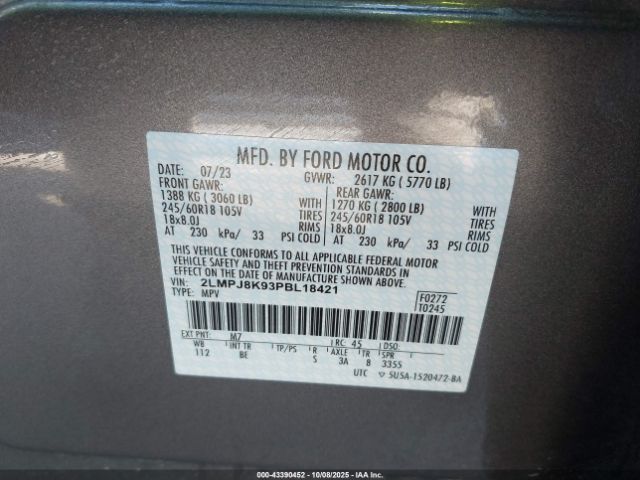 MFD. BY FORD MOTOR CO.
DATE: 07/23 GVWR: 2617 KG ( 5770 LB)
FRONT GAWR: REAR GAWR:
1388 KG ( 3060 LB) WITH 1270 KG ( 2800 LB) WITH
245/60R18 105V TIRES 245/60R18 105V TIRES
18x8.0J RIMS 18x8.0J RIMS
AT 230 kPa/ 33 PSI COLD AT 230 kPa/ 33 PSI COLD
THIS VEHICLE CONFORMS TO ALL APPLICABLE FEDERAL MOTOR
VEHICLE SAFETY AND THEFT PREVENTION STANDARDS IN
EFFECT ON THE DATE OF MANUFACTURE SHOWN ABOVE.
VIN: 2LMPJ8K93PBL18421
TYPE: MPV
F0272
T0245
EXT PNT: M7 RC: 45 DSO:
WB INT TR TP/PS R AXLE TR SPR
112 BE S 3A 8 3355
UTC 5U5A-1520472-BA
000-43390452 | 10/08/2025 | IAAI.com